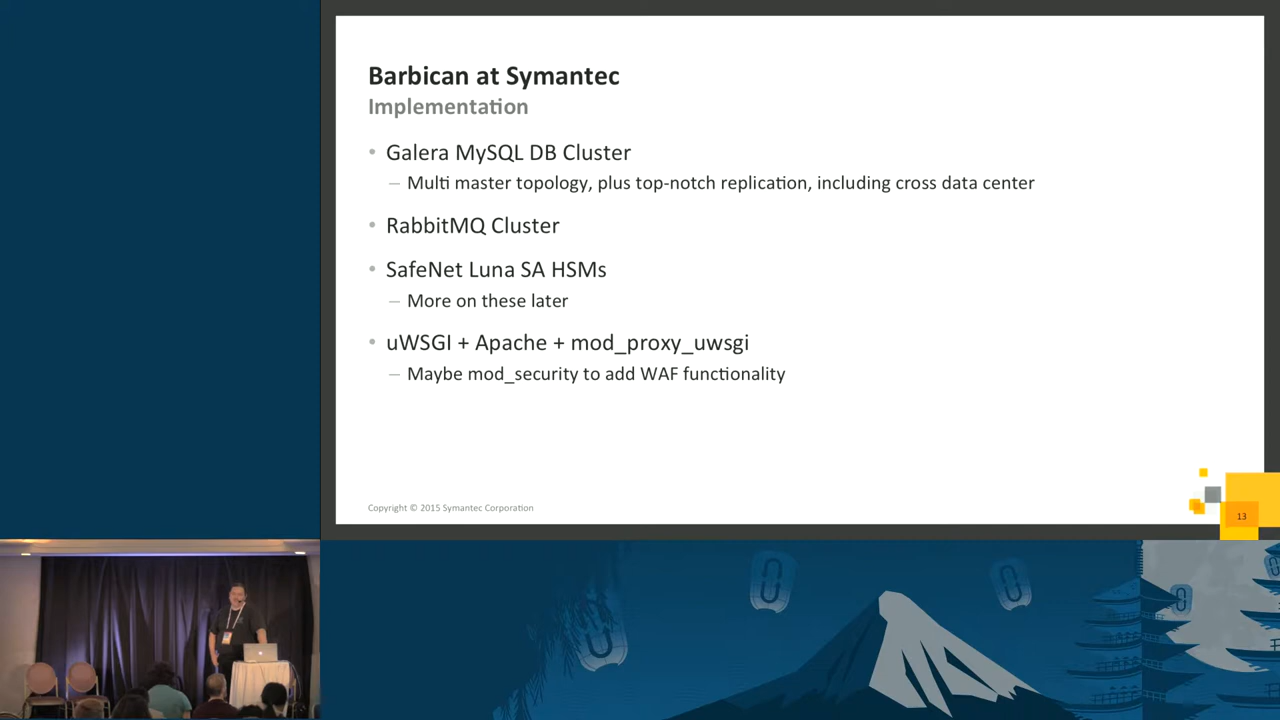 Barbican at Symantec
Implementation
• Galera MySQL DB Cluster
– Multi master topology, plus top-notch replication, including cross data center
• RabbitMQ Cluster
• SafeNet Luna SA HSMs
– More on these later
• uWSGI + Apache + mod_proxy_uwsgi
– Maybe mod_security to add WAF functionality
Copyright © 2015 Symantec Corporation
13